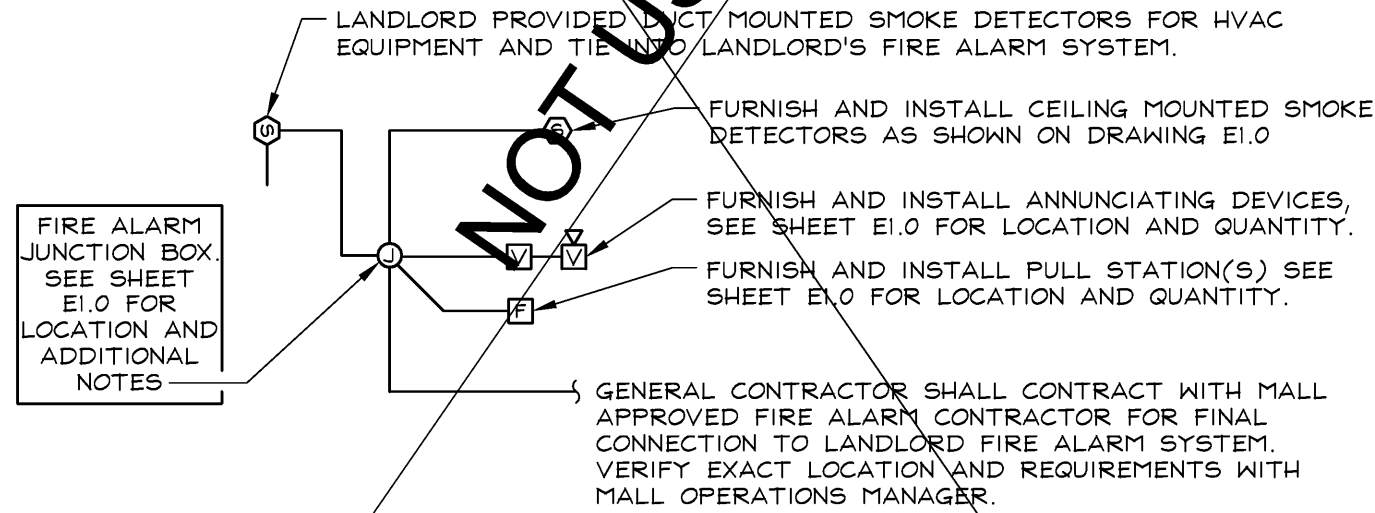 LANDLORD PROVIDED DUCT MOUNTED SMOKE DETECTORS FOR HVAC
EQUIPMENT AND TIE INTO LANDLORD'S FIRE ALARM SYSTEM.
FURNISH AND INSTALL CEILING MOUNTED SMOKE
DETECTORS AS SHOWN ON DRAWING E1.0
S
S
FURNISH AND INSTALL ANNUNCIATING DEVICES,
SEE SHEET E1.0 FOR LOCATION AND QUANTITY.
FIRE ALARM
JUNCTION BOX.
SEE SHEET
E1.0 FOR
LOCATION AND
ADDITIONAL
NOTES
J
V
V
FURNISH AND INSTALL PULL STATION(S) SEE
SHEET E1.0 FOR LOCATION AND QUANTITY.
F
GENERAL CONTRACTOR SHALL CONTRACT WITH MALL
APPROVED FIRE ALARM CONTRACTOR FOR FINAL
CONNECTION TO LANDLORD FIRE ALARM SYSTEM.
VERIFY EXACT LOCATION AND REQUIREMENTS WITH
MALL OPERATIONS MANAGER.
NOT